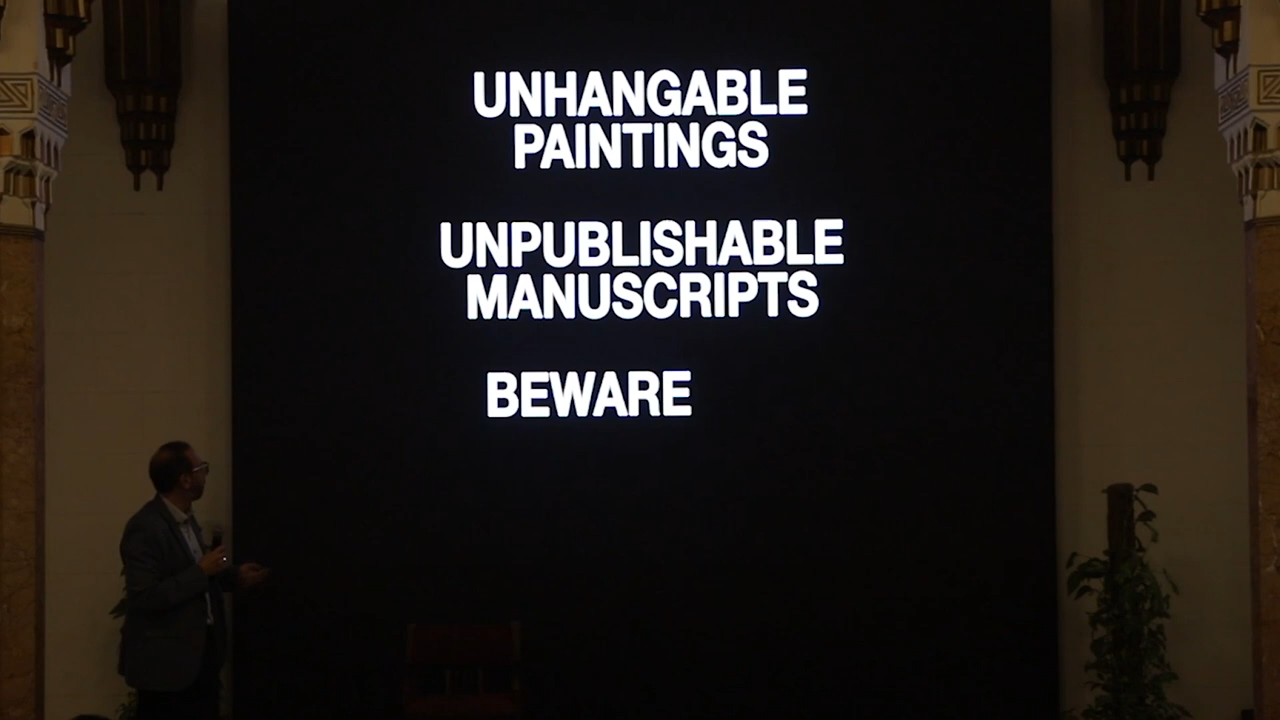 UNHANGABLE
PAINTINGS
UNPUBLISHABLE
MANUSCRIPTS
BEWARE